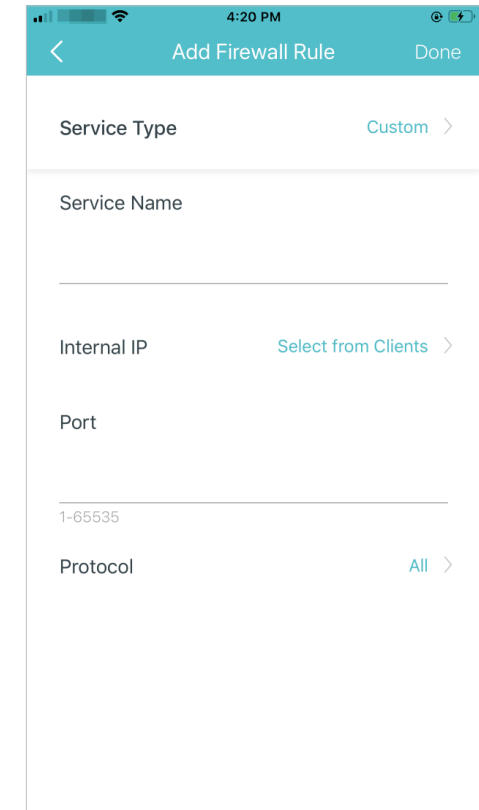 4:20 PM
Add Firewall Rule Done
Service Type Custom
Service Name
Internal IP Select from Clients
Port
1-65535
Protocol All